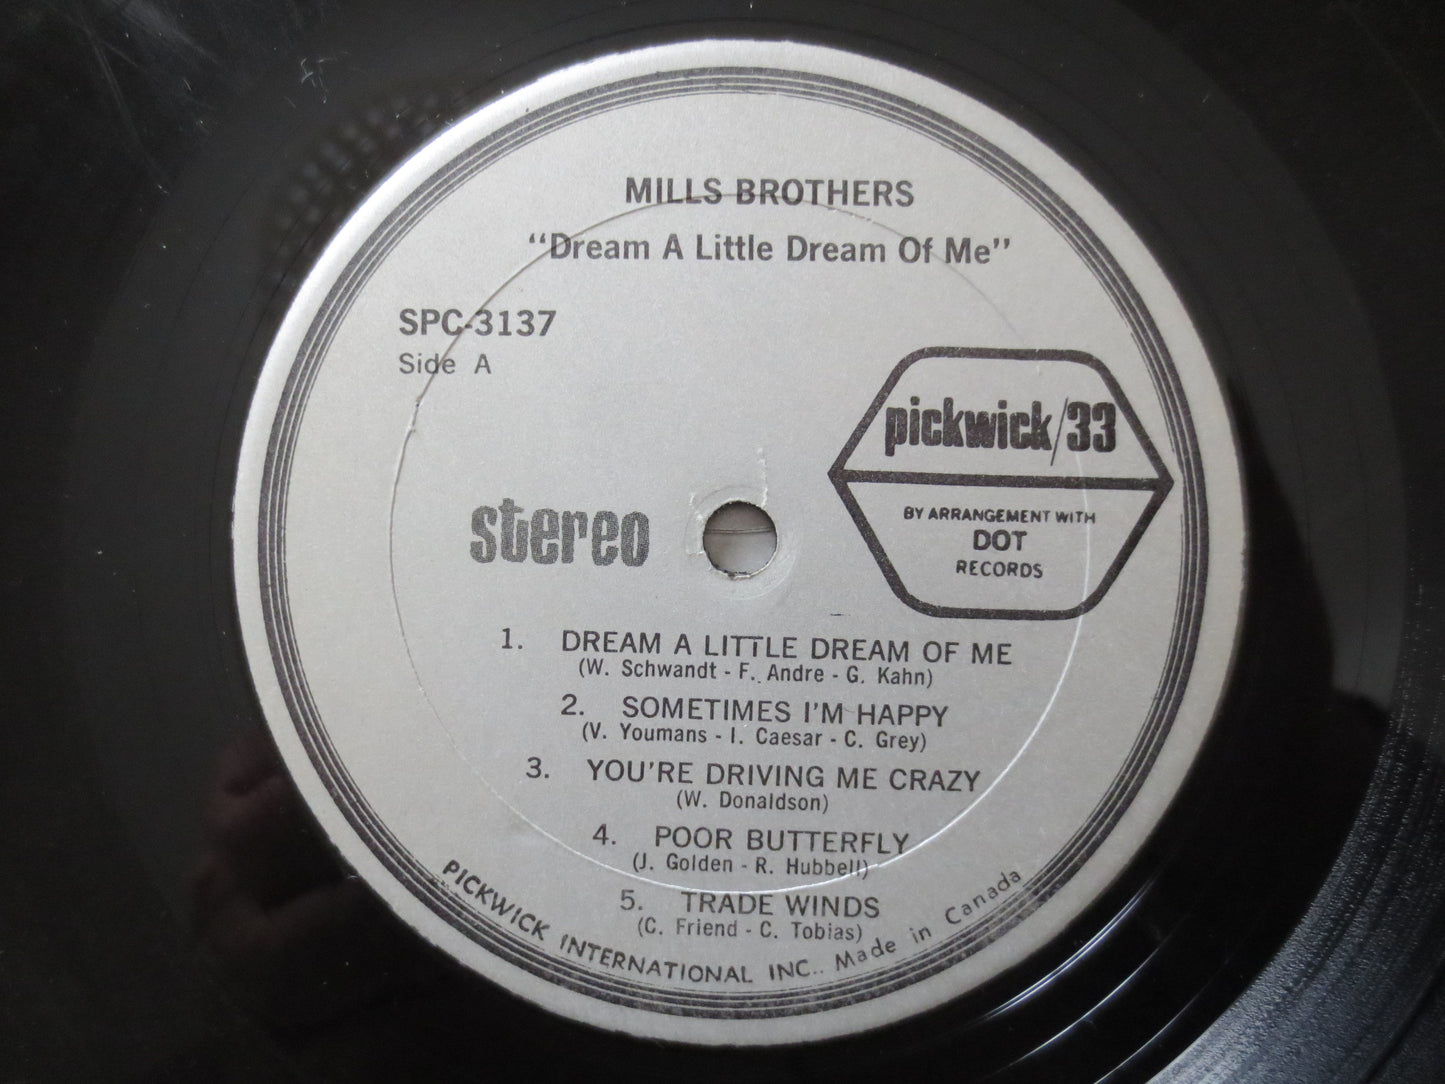 MILLS BROTHERS
"Dream A Little Dream Of Me"
SPC-3137
Side A
pickwick/33
BY ARRANGEMENT WITH
DOT
RECORDS
stereo
1. DREAM A LITTLE DREAM OF ME
(W. Schwandt - F. Andre - G. Kahn)
2. SOMETIMES I'M HAPPY
(V. Youmans - I. Caesar - C. Grey)
3. YOU'RE DRIVING ME CRAZY
(W. Donaldson)
4. POOR BUTTERFLY
(J. Golden - R. Hubbell)
5. TRADE WINDS
(C. Friend - C. Tobias)
PICKWICK INTERNATIONAL INC.. Made in Canada